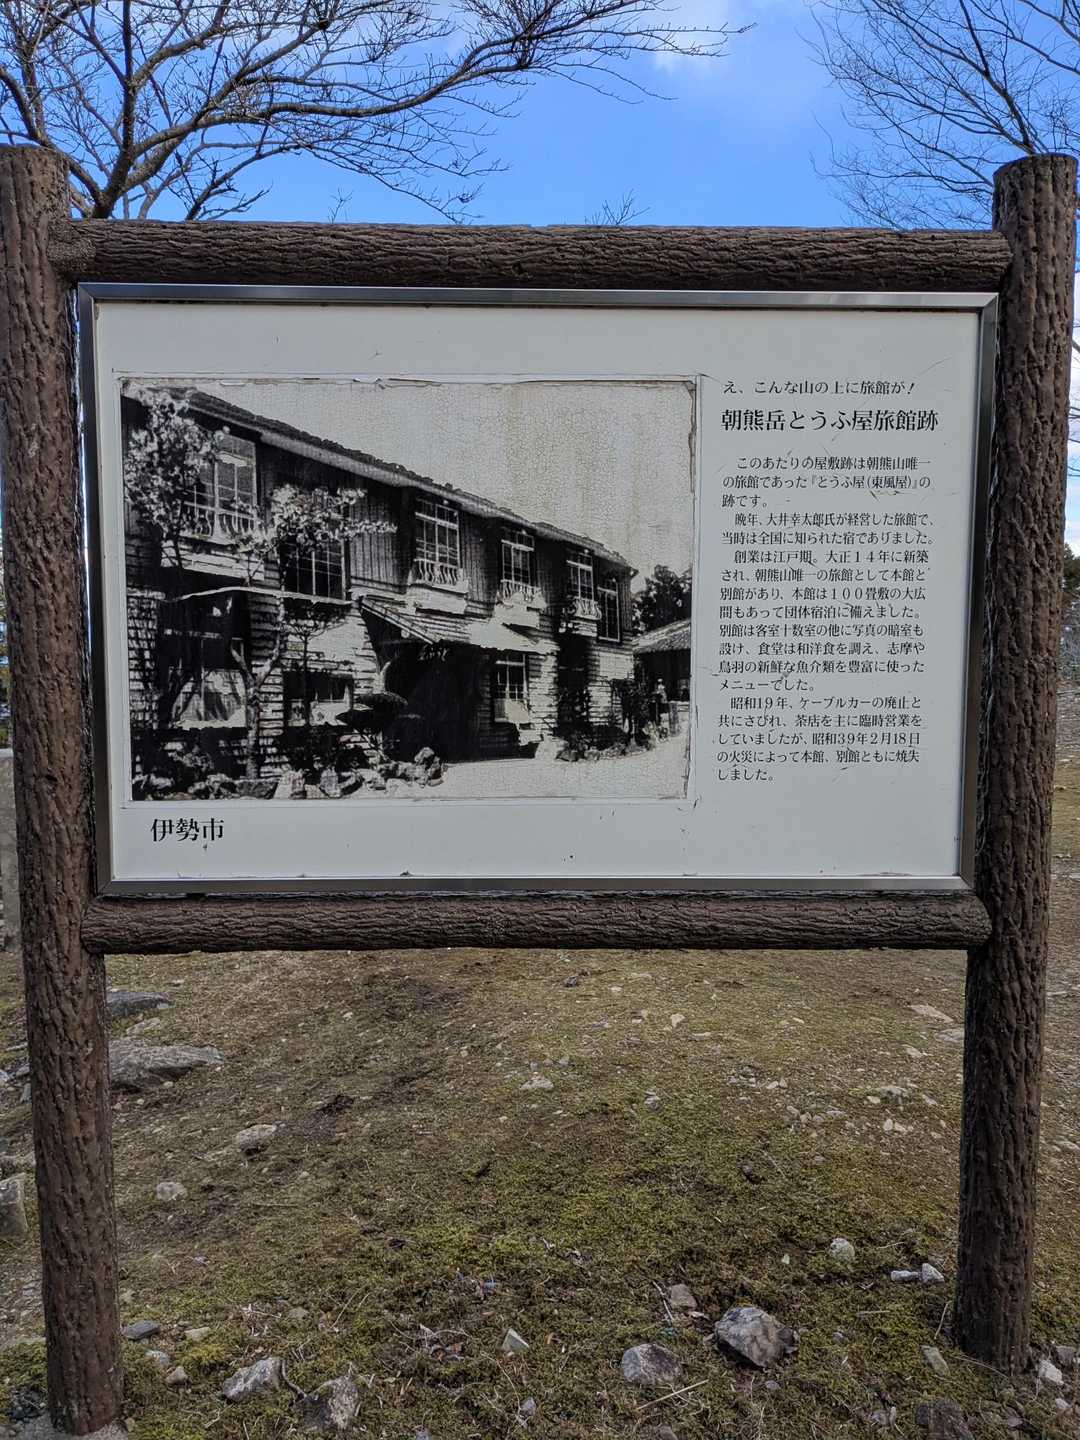 え、こんな山の上に旅館が!
朝熊岳とうふ屋旅館跡
このあたりの屋敷跡は朝熊山唯一
の旅館であった『とうふ屋(東風屋)』の
跡です。
晩年、大井幸太郎氏が経営した旅館で、
当時は全国に知られた宿でありました。
創業は江戸期。大正14年に新築
され、朝熊山唯一の旅館として本館と
別館があり、本館は100畳敷の大広
間もあって団体宿泊に備えました。
別館は客室十数室の他に写真の暗室も
設け、食堂は和洋食を調え、志摩や
鳥羽の新鮮な魚介類を豊富に使った
メニューでした。
昭和19年、ケーブルカーの廃止と
共にさびれ、茶店を主に臨時営業を
していましたが、昭和39年2月18日
の火災によって本館、別館ともに焼失
しました。
伊勢市